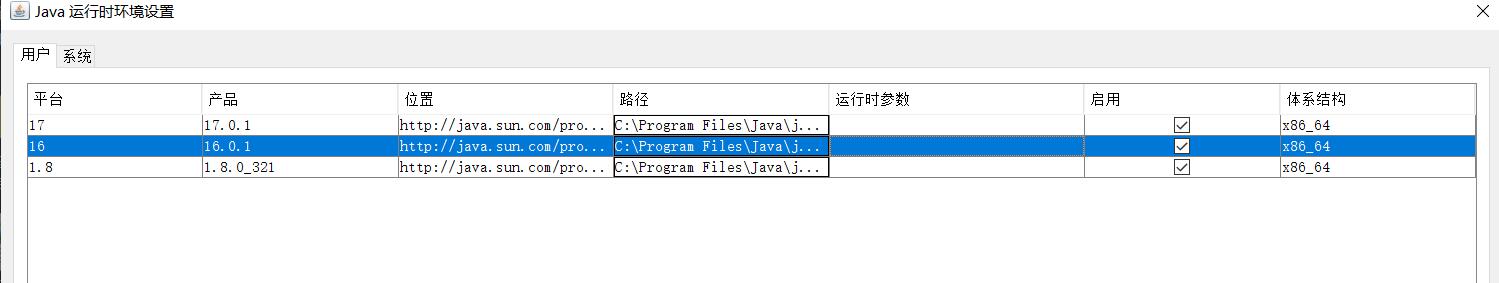 Java 运行时环境设置
用户 系统
平台 产品 位置 路径 运行时参数 启用 体系结构
17 17.0.1 http://java.sun.com/pro... C:\Program Files\Java\j... x86_64
16 16.0.1 http://java.sun.com/pro... C:\Program Files\Java\j... x86_64
1.8 1.8.0_321 http://java.sun.com/pro... C:\Program Files\Java\j... x86_64